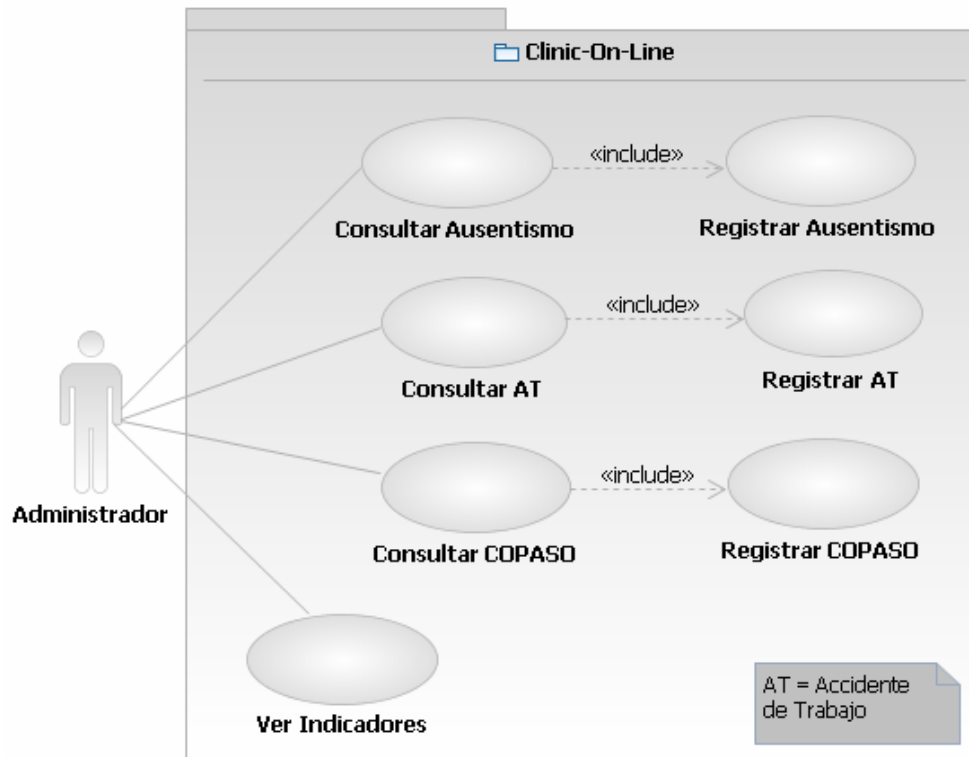 Clinic-On-Line
«include»
Consultar Ausentismo
Registrar Ausentismo
«include»
Consultar AT
Registrar AT
«include»
Administrador
Consultar COPASO
Registrar COPASO
Ver Indicadores
AT = Accidente
de Trabajo